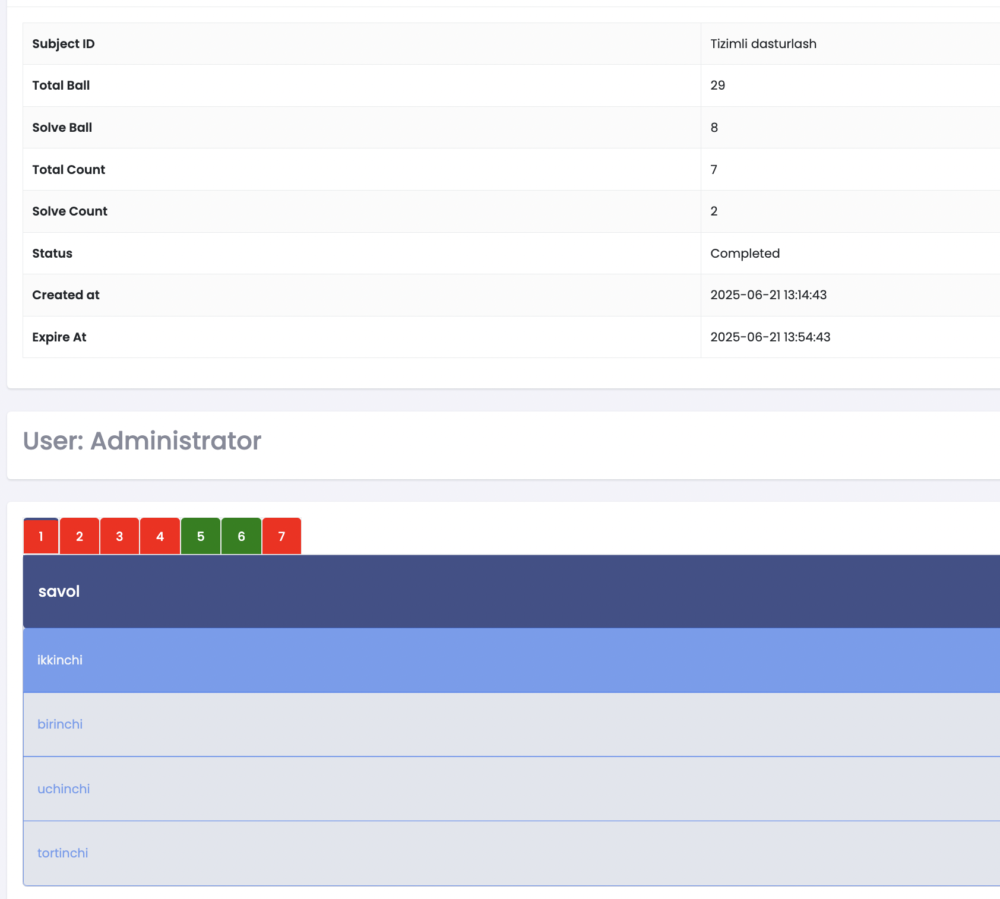 Subject ID Tizimli dasturlash
Total Ball 29
Solve Ball 8
Total Count 7
Solve Count 2
Status Completed
Created at 2025-06-21 13:14:43
Expire At 2025-06-21 13:54:43
User: Administrator
1 2 3 4 5 6 7
savol
ikkinchi
birinchi
uchinchi
tortinchi